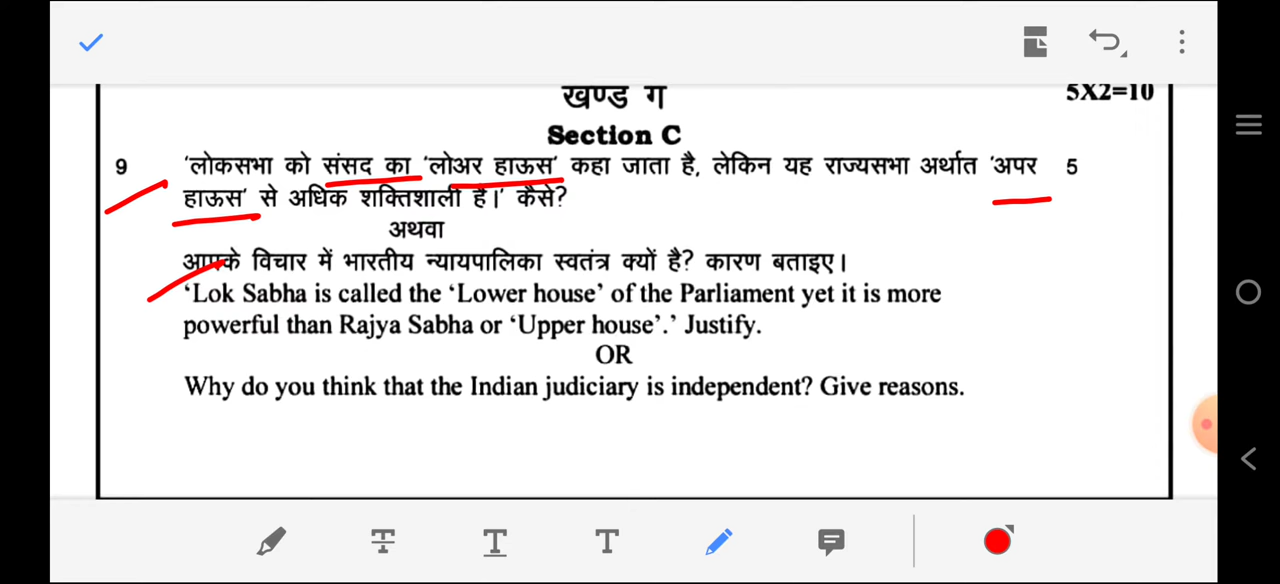 खण्ड ग 5X2=10
Section C
9 'लोकसभा को संसद का 'लोअर हाऊस' कहा जाता है, लेकिन यह राज्यसभा अर्थात 'अपर 5
हाऊस' से अधिक शक्तिशाली है।' कैसे?
अथवा
आपके विचार में भारतीय न्यायपालिका स्वतंत्र क्यों है? कारण बताइए।
'Lok Sabha is called the 'Lower house' of the Parliament yet it is more
powerful than Rajya Sabha or 'Upper house'.' Justify.
OR
Why do you think that the Indian judiciary is independent? Give reasons.
T T T